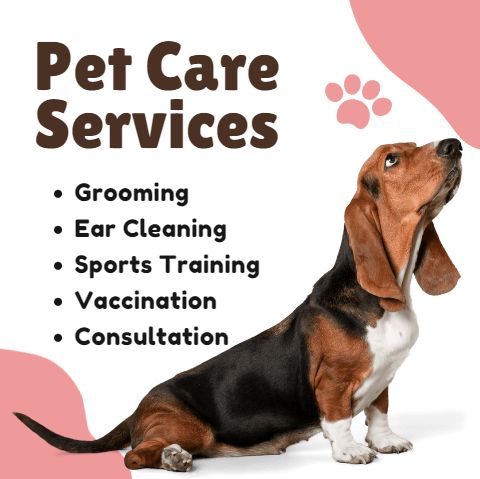 Pet Care
Services
• Grooming
• Ear Cleaning
• Sports Training
• Vaccination
• Consultation